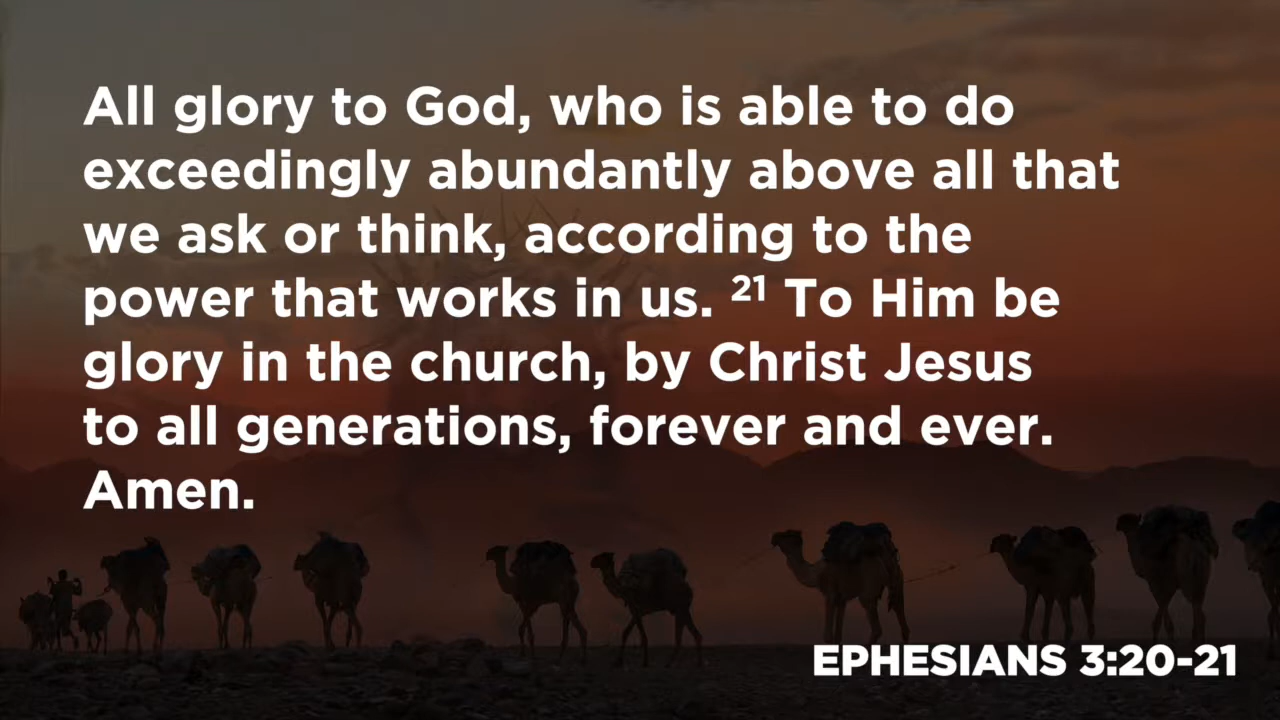 All glory to God, who is able to do
exceedingly abundantly above all that
we ask or think, according to the
power that works in us. 21 To Him be
glory in the church, by Christ Jesus
to all generations, forever and ever.
Amen.
EPHESIANS 3:20-21